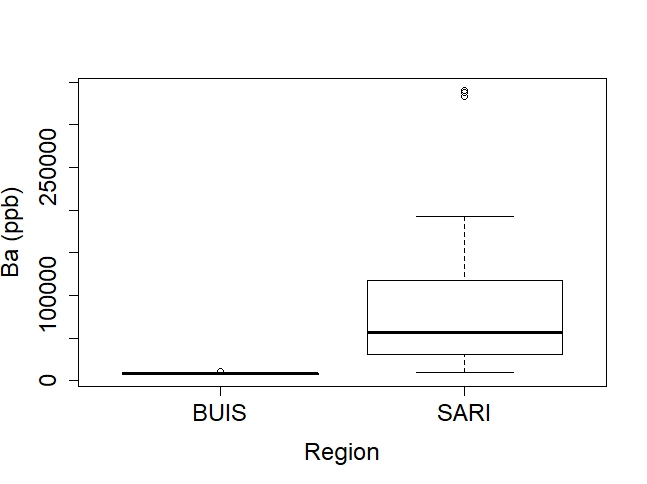 Ba (ppb)
250000
100000
0
BUIS
SARI
Region